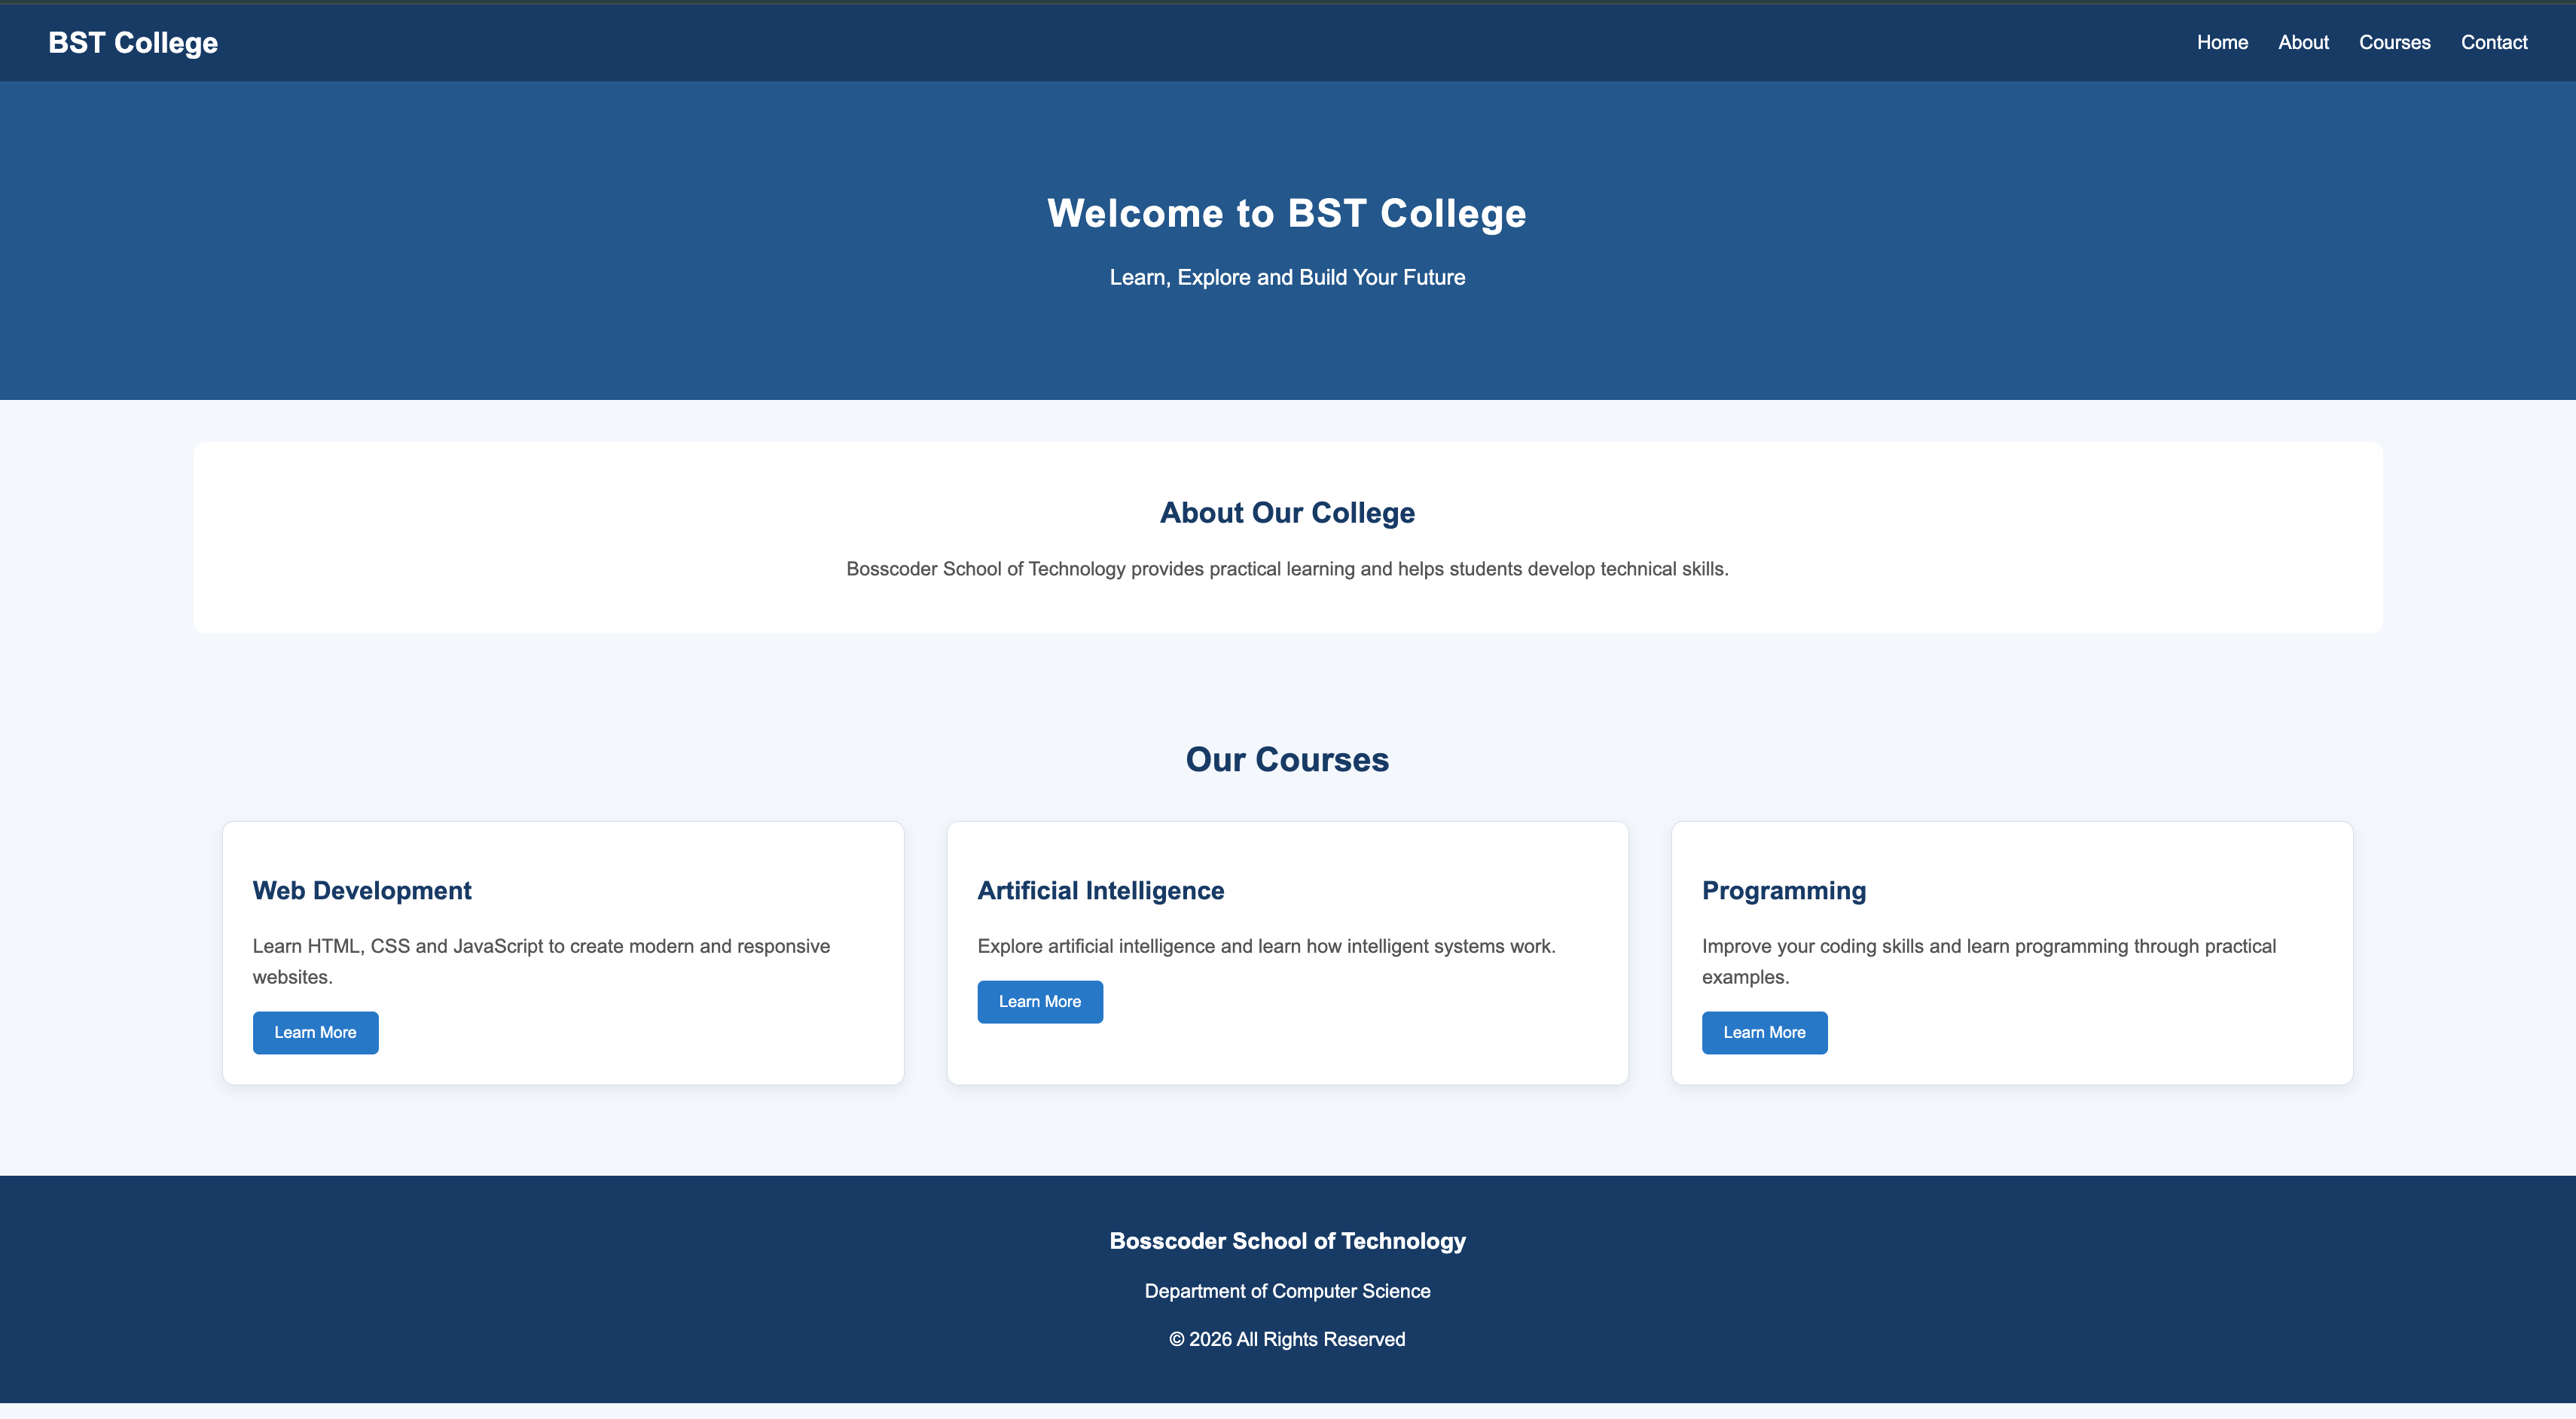 BST College
Home About Courses Contact
Welcome to BST College
Learn, Explore and Build Your Future
About Our College
Bosscoder School of Technology provides practical learning and helps students develop technical skills.
Our Courses
Web Development
Learn HTML, CSS and JavaScript to create modern and responsive
websites.
Learn More
Artificial Intelligence
Explore artificial intelligence and learn how intelligent systems work.
Learn More
Programming
Improve your coding skills and learn programming through practical
examples.
Learn More
Bosscoder School of Technology
Department of Computer Science
© 2026 All Rights Reserved